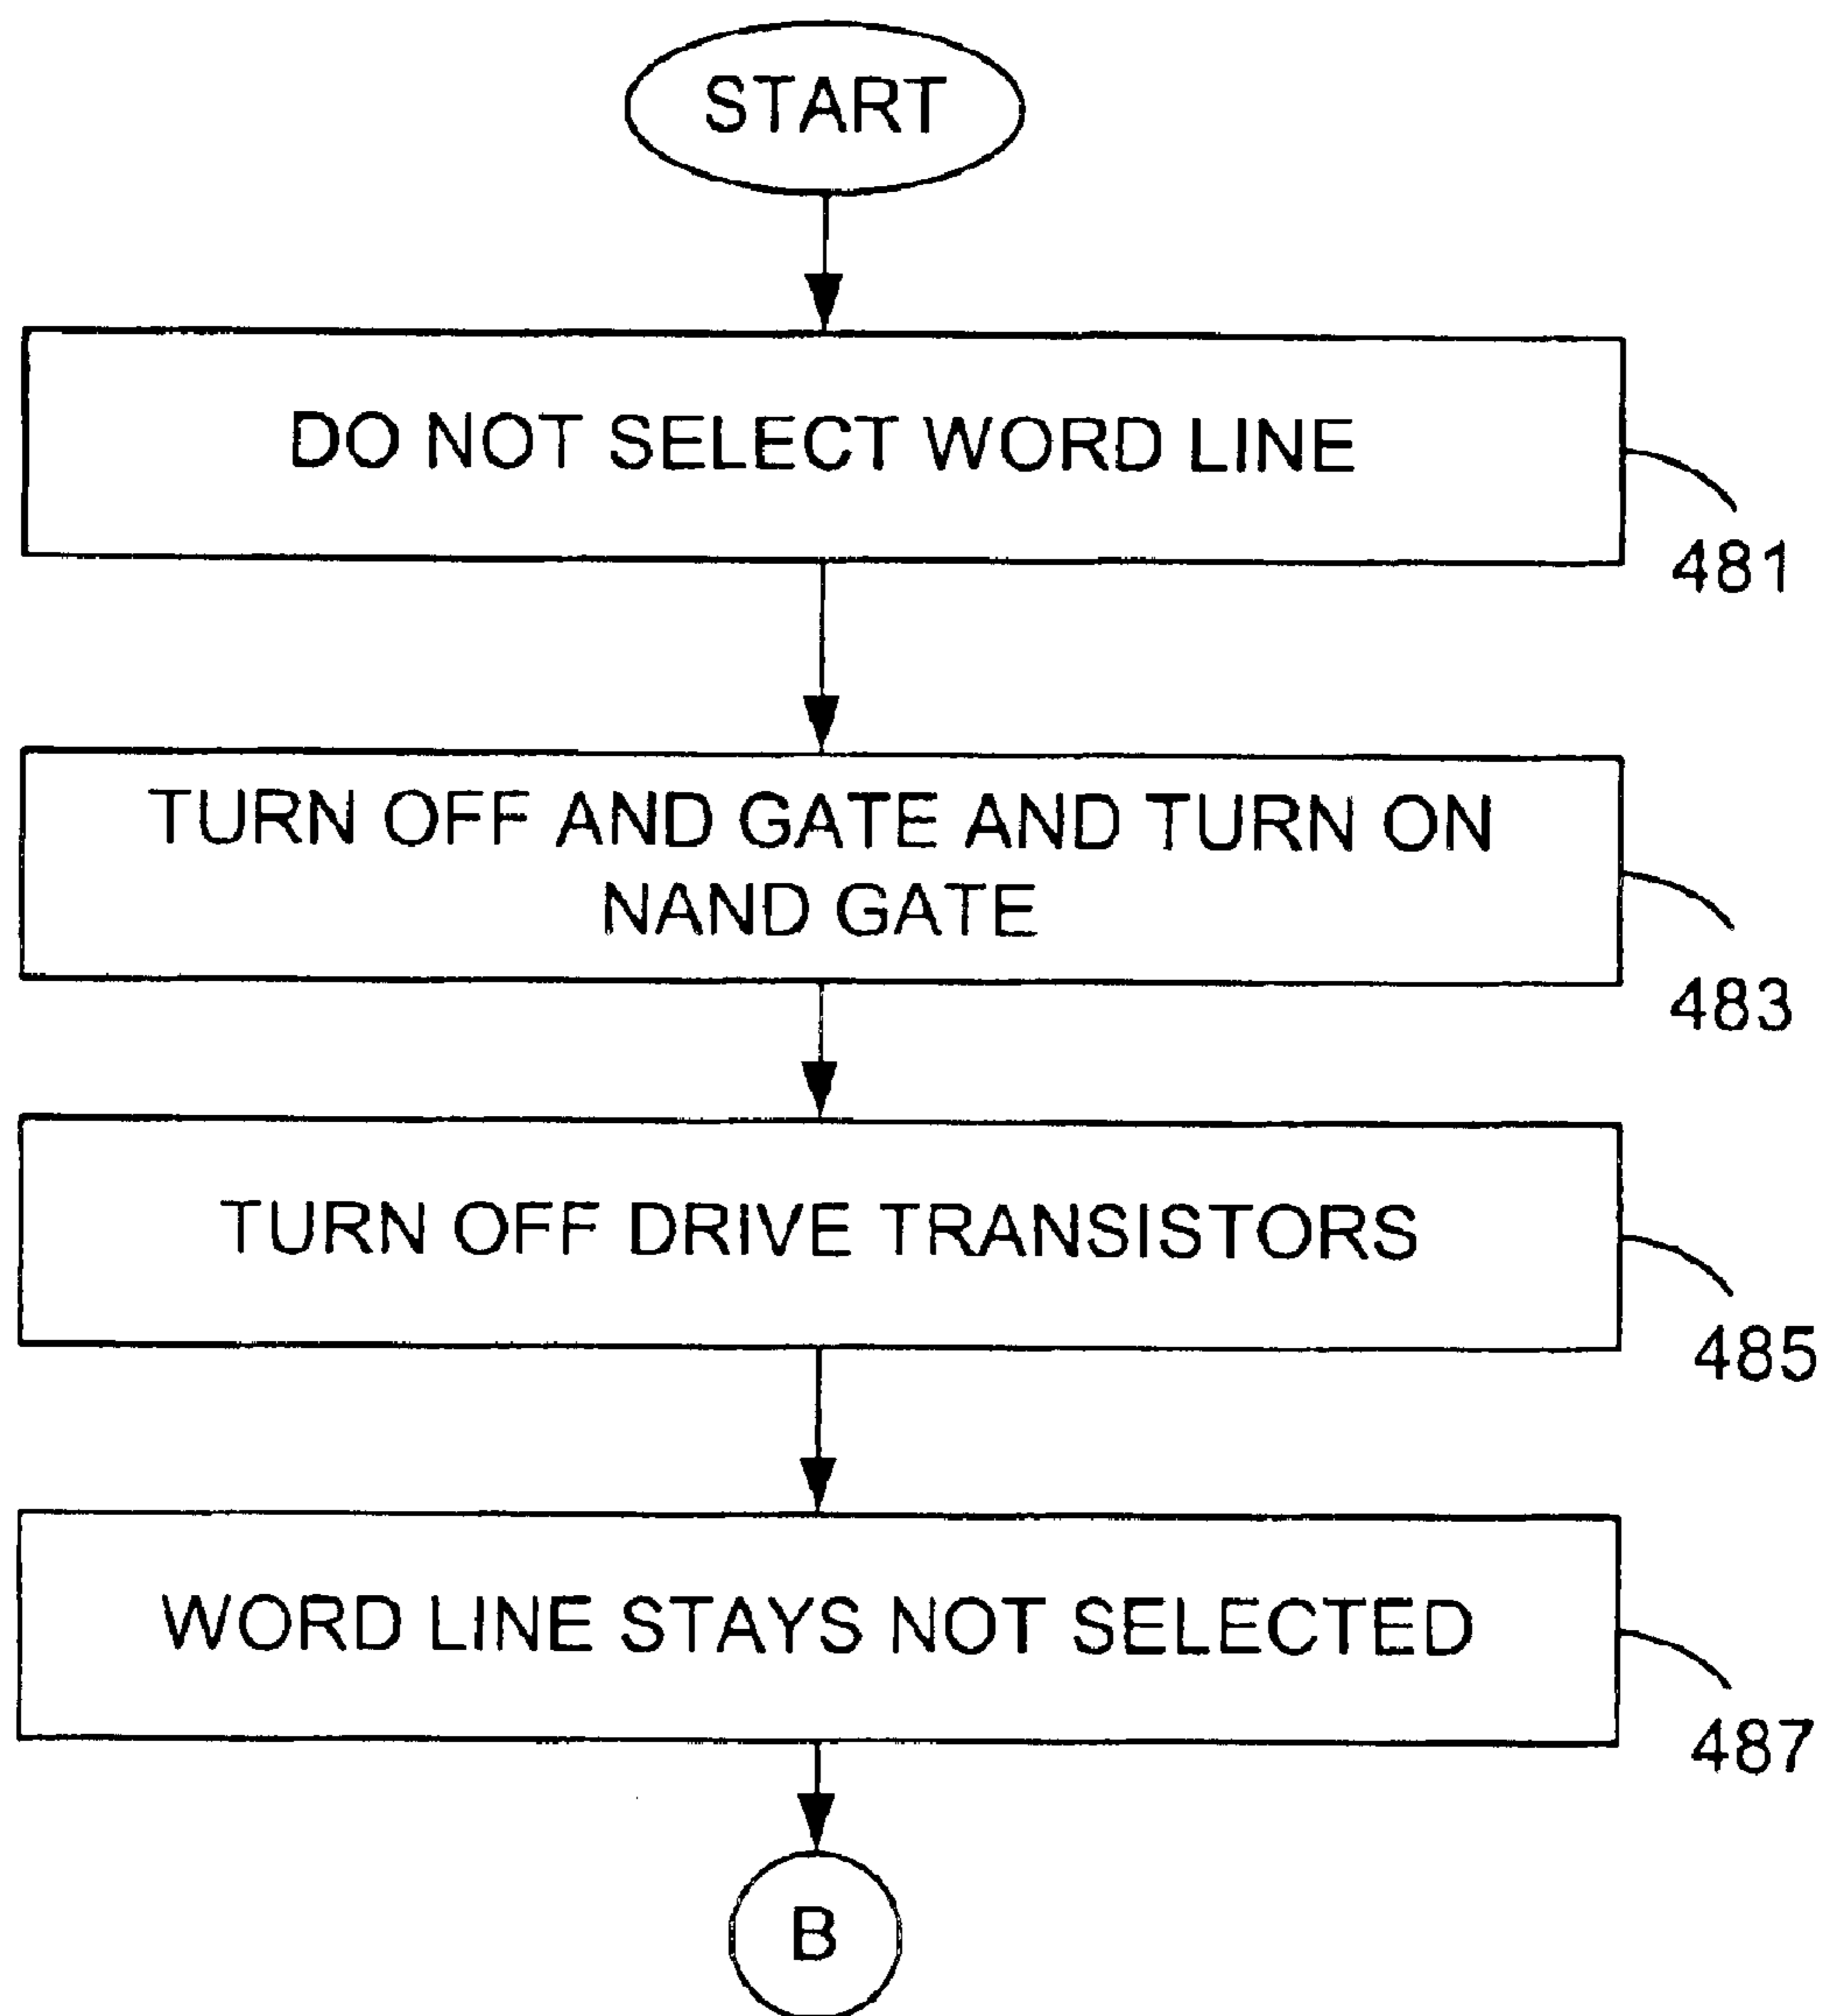 START
DO NOT SELECT WORD LINE
481
TURN OFF AND GATE AND TURN ON
NAND GATE
483
TURN OFF DRIVE TRANSISTORS
485
WORD LINE STAYS NOT SELECTED
487
B